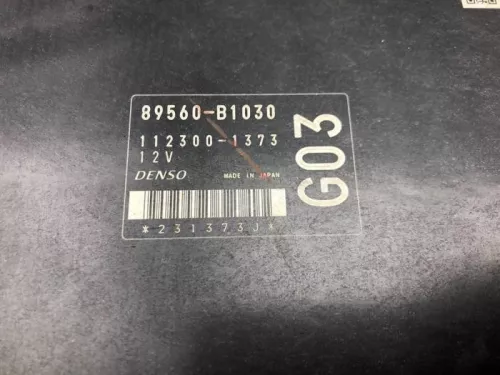 89560-B1030
112300-1373
12V
DENSO MADE IN JAPAN
*231373J*
G03